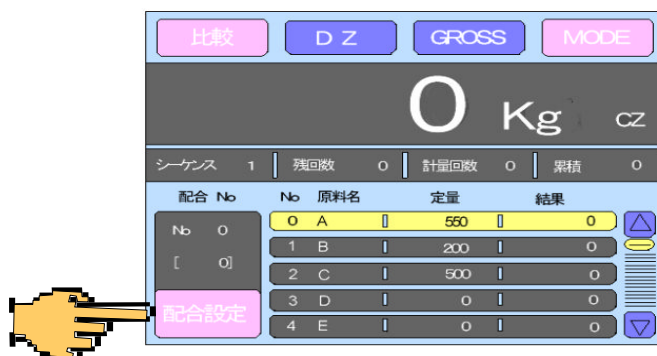 比較 D Z GROSS MODE
0 Kg CZ
シーケンス 1 残回数 0 計量回数 0 累積 0
配合 No No 原料名 定量 結果
No 0
[ 0]
配合設定
0 A 550 0
1 B 200 0
2 C 500 0
3 D 0 0
4 E 0 0